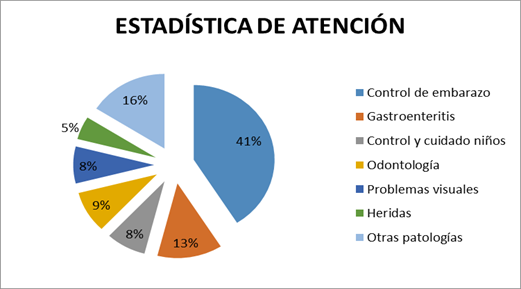 ESTADÍSTICA DE ATENCIÓN
16%
5%
41%
8%
9%
8%
13%
Control de embarazo
Gastroenteritis
Control y cuidado niños
Odontología
Problemas visuales
Heridas
Otras patologías